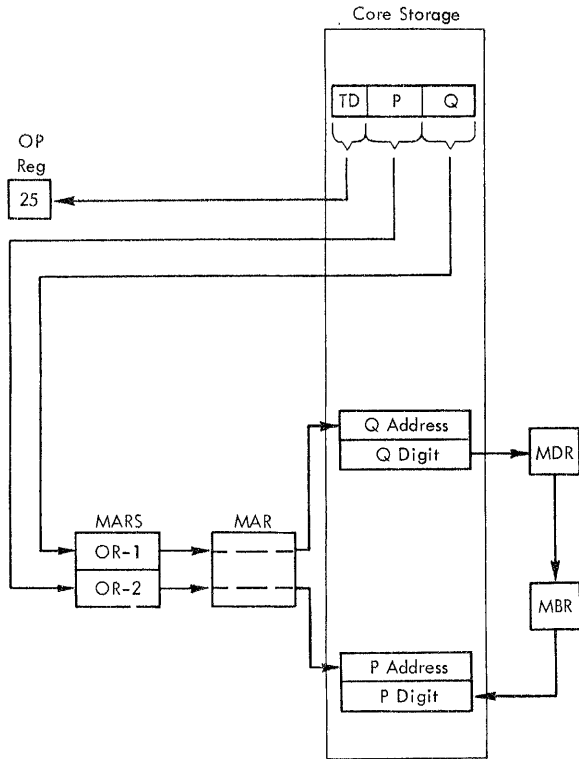 Core Storage
TD P Q
OP
Reg
25
Q Address
Q Digit
MDR
MARS MAR
OR-1
OR-2
MBR
P Address
P Digit